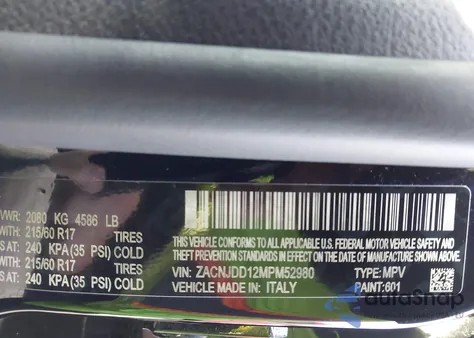 VWR: 2080 KG 4586 LB
WITH 215/60 R17 TIRES
S AT: 240 KPA (35 PSI) COLD
WITH 215/60 R17 TIRES
S AT: 240 KPA (35 PSI) COLD
THIS VEHICLE CONFORMS TO ALL APPLICABLE U.S. FEDERAL MOTOR VEHICLE SAFETY
AND THEFT PREVENTION STANDARDS IN EFFECT ON THE DATE OF MANUFACTURE SHOWN ABOVE
VIN: ZACNJDD12MPM52980 TYPE: MPV
VEHICLE MADE IN: ITALY PAINT: 601
autoSnap